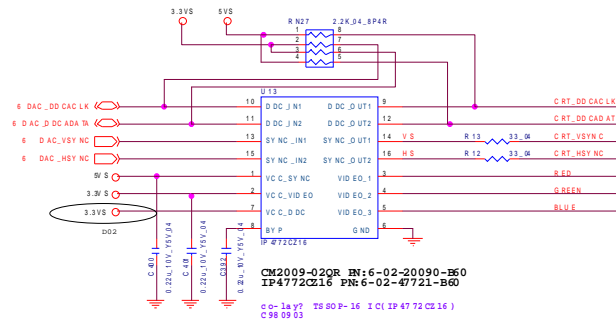 3.3VS 5VS RN27 2.2K_04_8P4R
1 8
2 7
3 6
4 5
U13
6 DAC_DDCACLK 10 DDC_IN1 DDC_OUT1 9 CRT_DDCACLK
6 DAC_DDCADATA 11 DDC_IN2 DDC_OUT2 12 CRT_DDCADAT
6 DAC_VSYNC 13 SYNC_IN1 SYNC_OUT1 14 VS R13 33_04 CRT_VSYNC
6 DAC_HSYNC 15 SYNC_IN2 SYNC_OUT2 16 HS R12 33_04 CRT_HSYNC
5VS 1 VCC_SYNC VIDEO_1 3 RED
3.3VS 2 VCC_VIDEO VIDEO_2 4 GREEN
3.3VS 7 VCC_DDC VIDEO_3 5 BLUE
D02 8 BYP GND 6
IP4772CZ16
C400 0.22u_10V_Y5V_04
C401 0.22u_10V_Y5V_04
C392 0.22u_10V_Y5V_04
CM2009-02QR PN:6-02-20090-B60
IP4772CZ16 PN:6-02-47721-B60
co-lay? TSSOP-16 IC(IP4772CZ16)
C980903